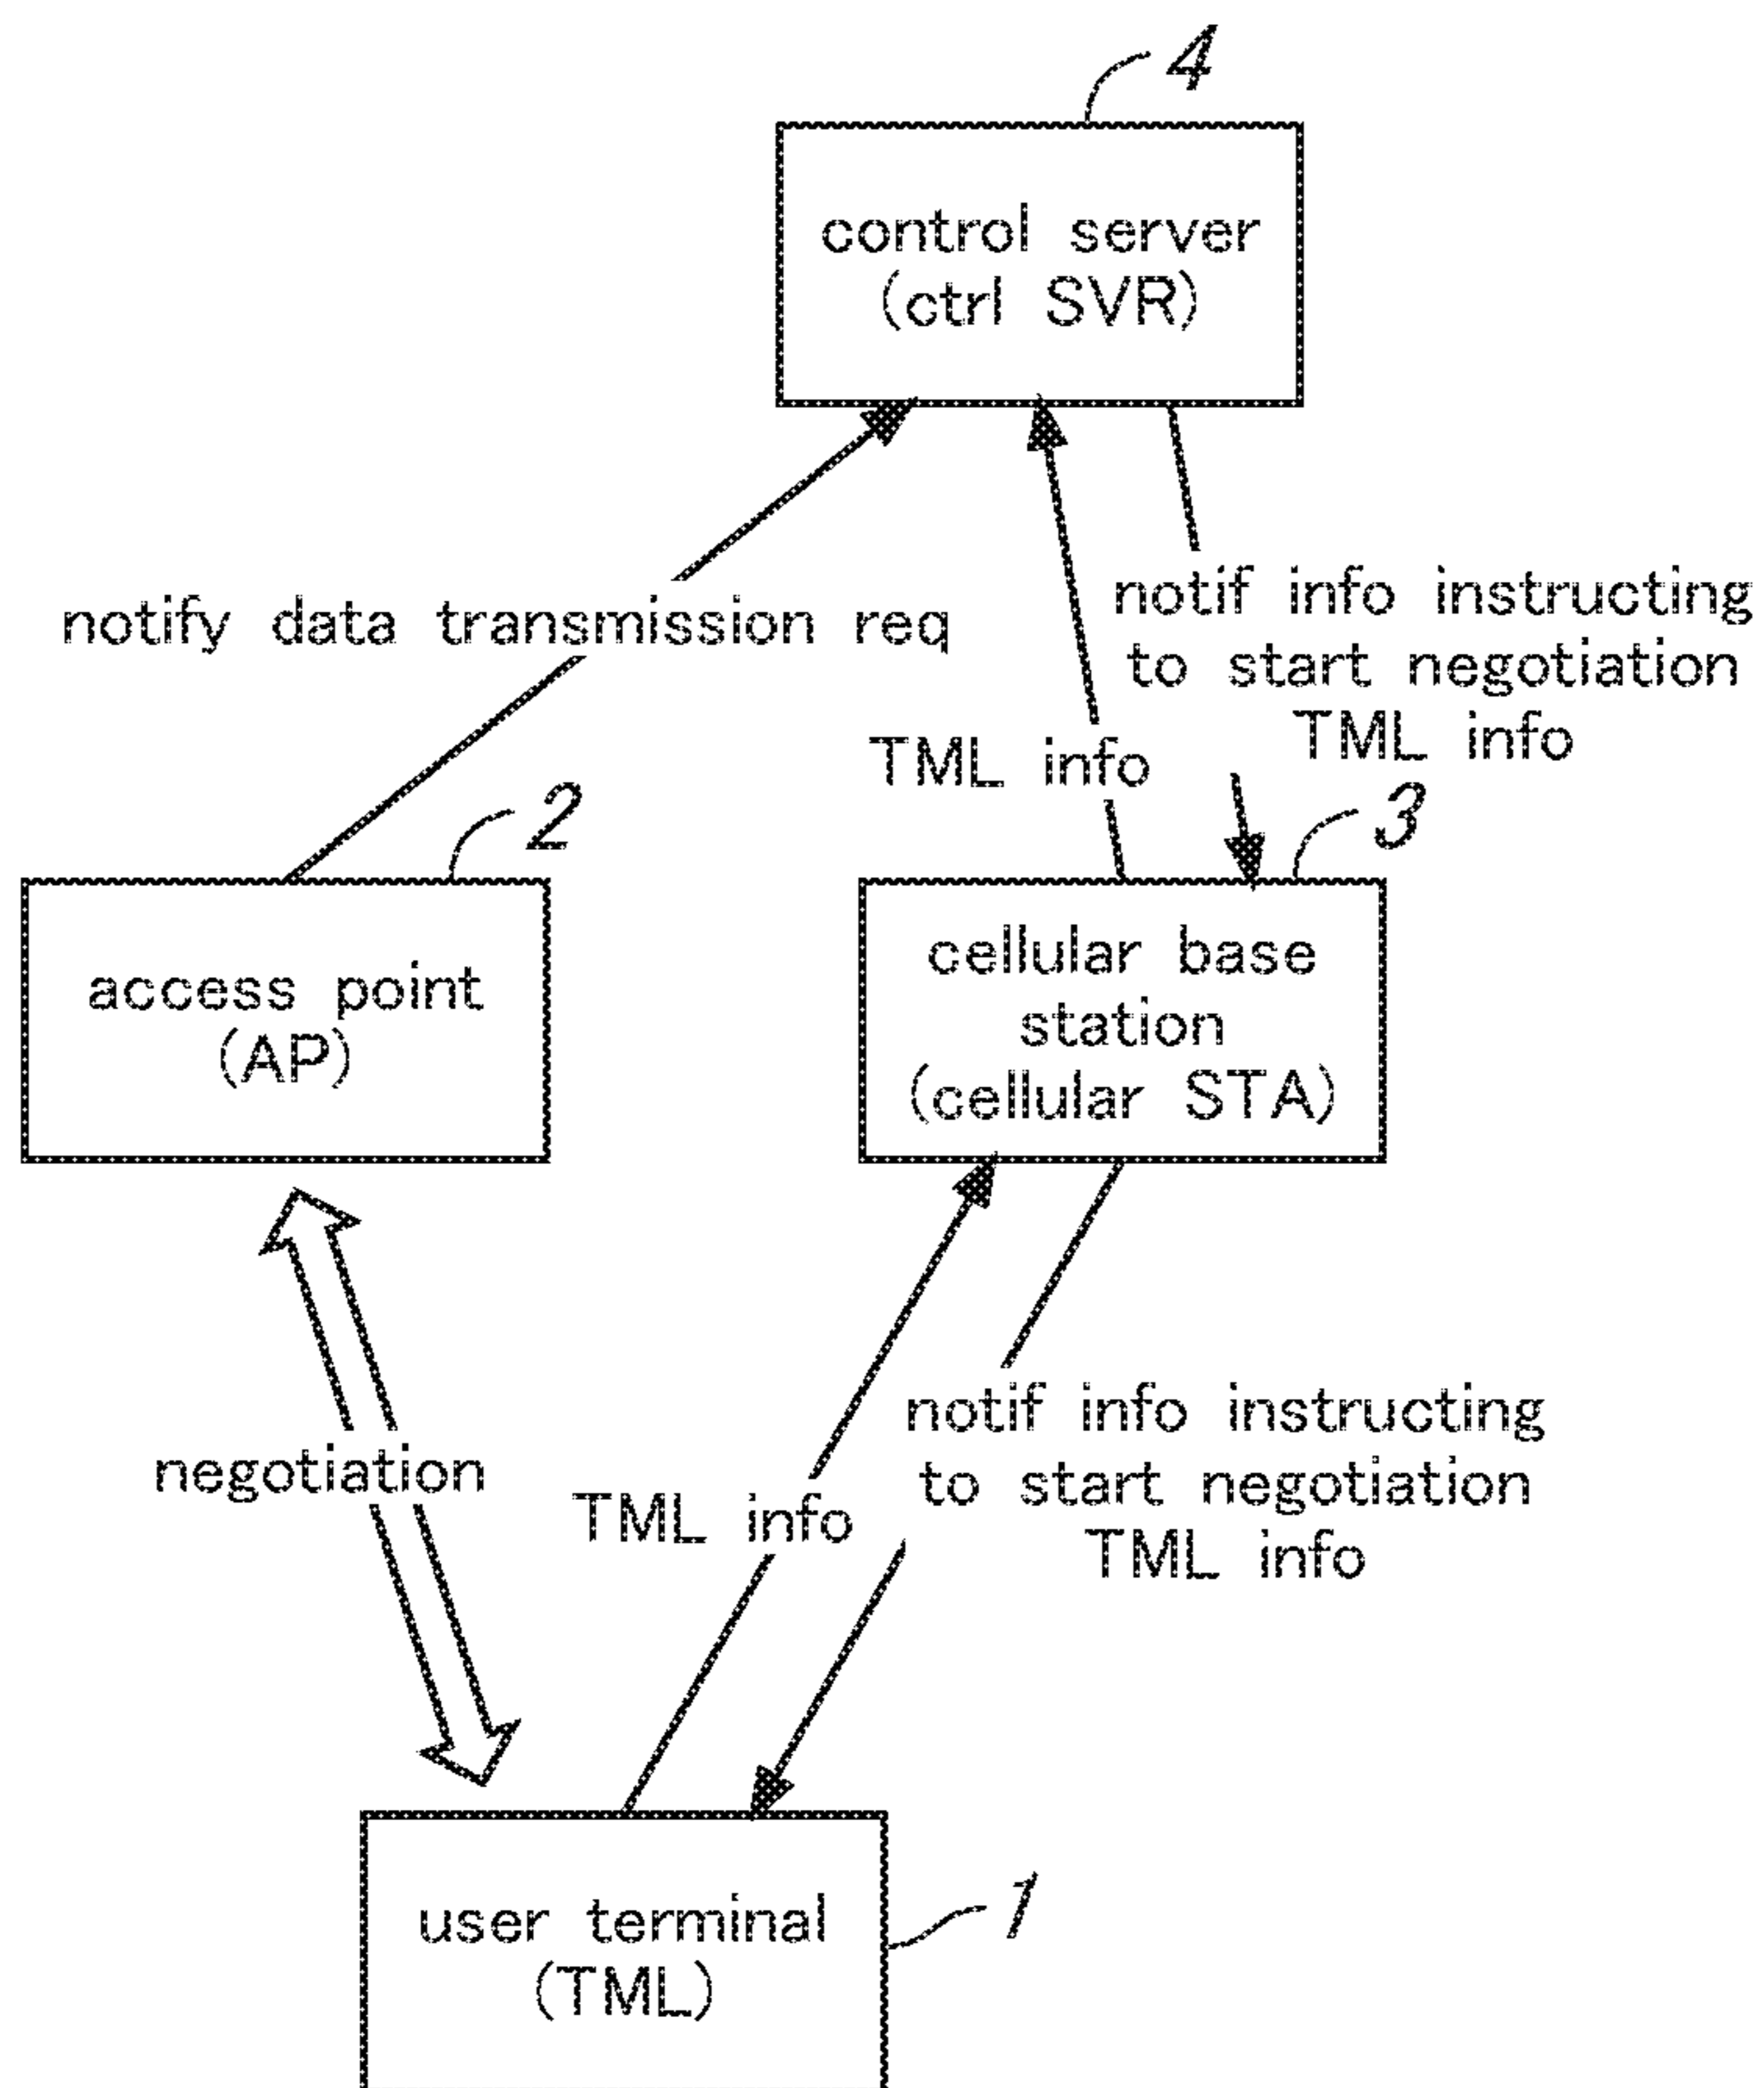 4
control server
(ctrl SVR)
notify data transmission req
notif info instructing
to start negotiation
TML info
TML info
2
3
access point
(AP)
cellular base
station
(cellular STA)
negotiation
TML info
notif info instructing
to start negotiation
TML info
user terminal
(TML)
1